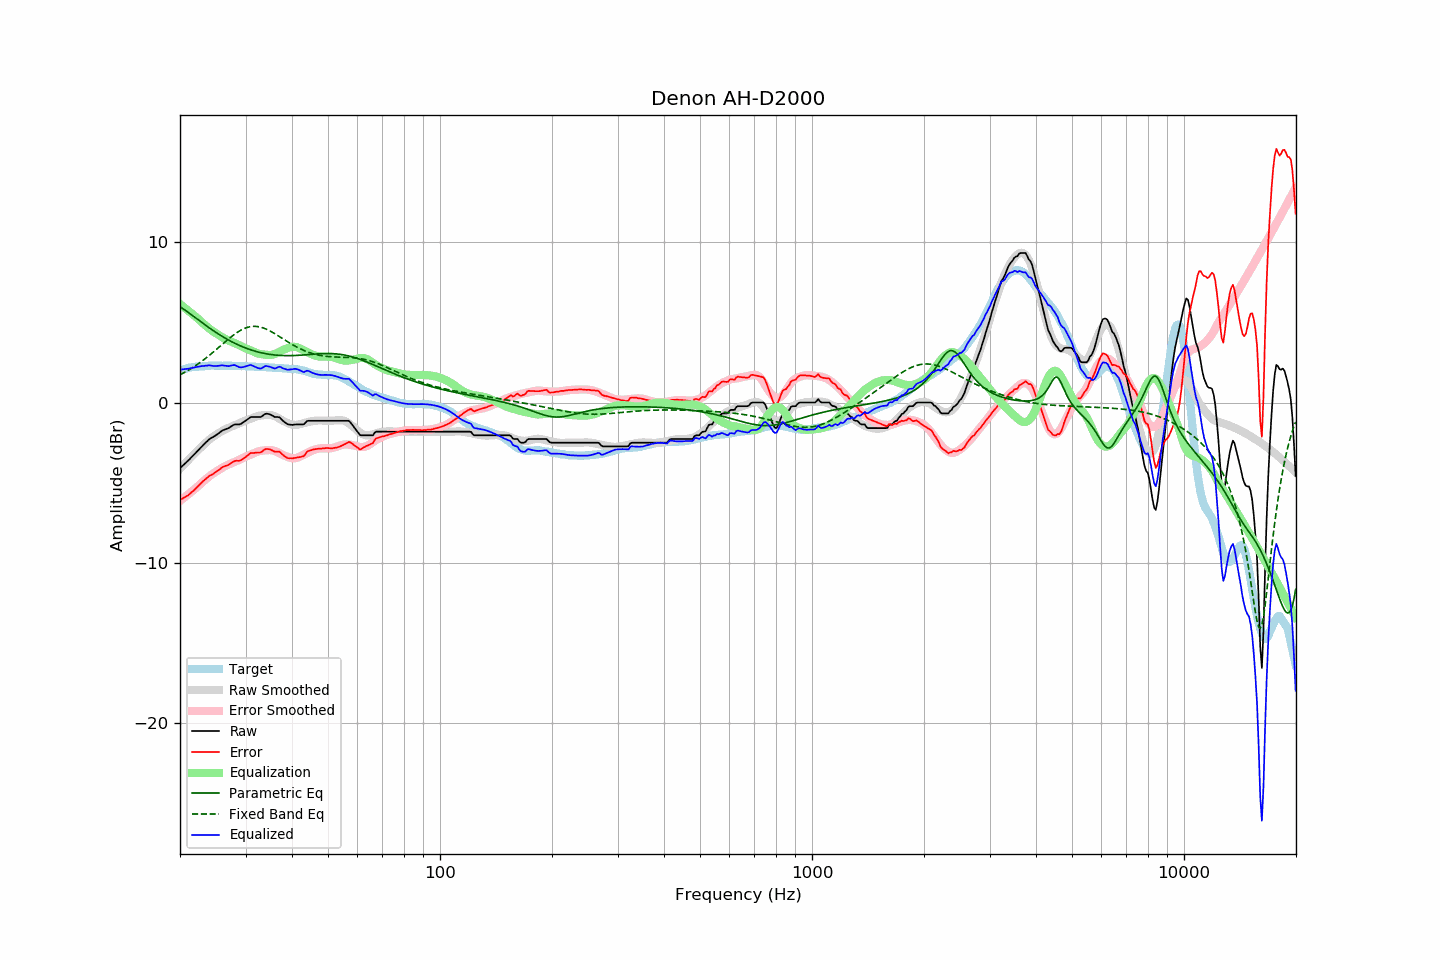 Denon AH-D2000
Amplitude (dBr)
10
0
−10
−20
Target
Raw Smoothed
Error Smoothed
Raw
Error
Equalization
Parametric Eq
Fixed Band Eq
Equalized
100
1000
10000
Frequency (Hz)